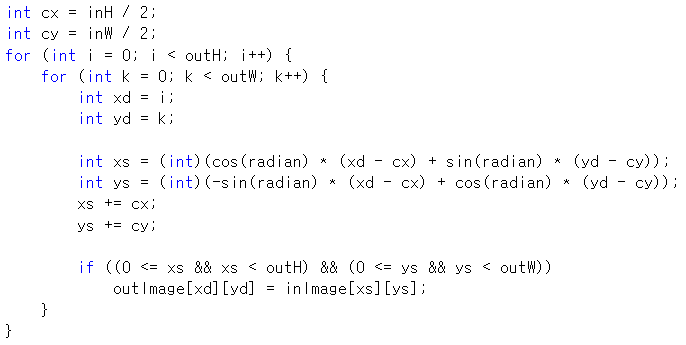 int cx = inH / 2;
int cy = inW / 2;
for (int i = 0; i < outH; i++) {
    for (int k = 0; k < outW; k++) {
        int xd = i;
        int yd = k;

        int xs = (int)(cos(radian) * (xd - cx) + sin(radian) * (yd - cy));
        int ys = (int)(-sin(radian) * (xd - cx) + cos(radian) * (yd - cy));
        xs += cx;
        ys += cy;

        if ((0 <= xs && xs < outH) && (0 <= ys && ys < outW))
            outImage[xd][yd] = inImage[xs][ys];
    }
}